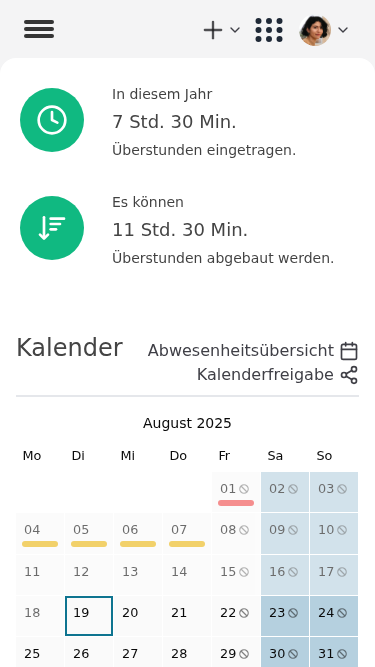 In diesem Jahr
7 Std. 30 Min.
Überstunden eingetragen.
Es können
11 Std. 30 Min.
Überstunden abgebaut werden.
Kalender
Abwesenheitsübersicht
Kalenderfreigabe
August 2025
Mo Di Mi Do Fr Sa So
01 02 03
04 05 06 07 08 09 10
11 12 13 14 15 16 17
18 19 20 21 22 23 24
25 26 27 28 29 30 31